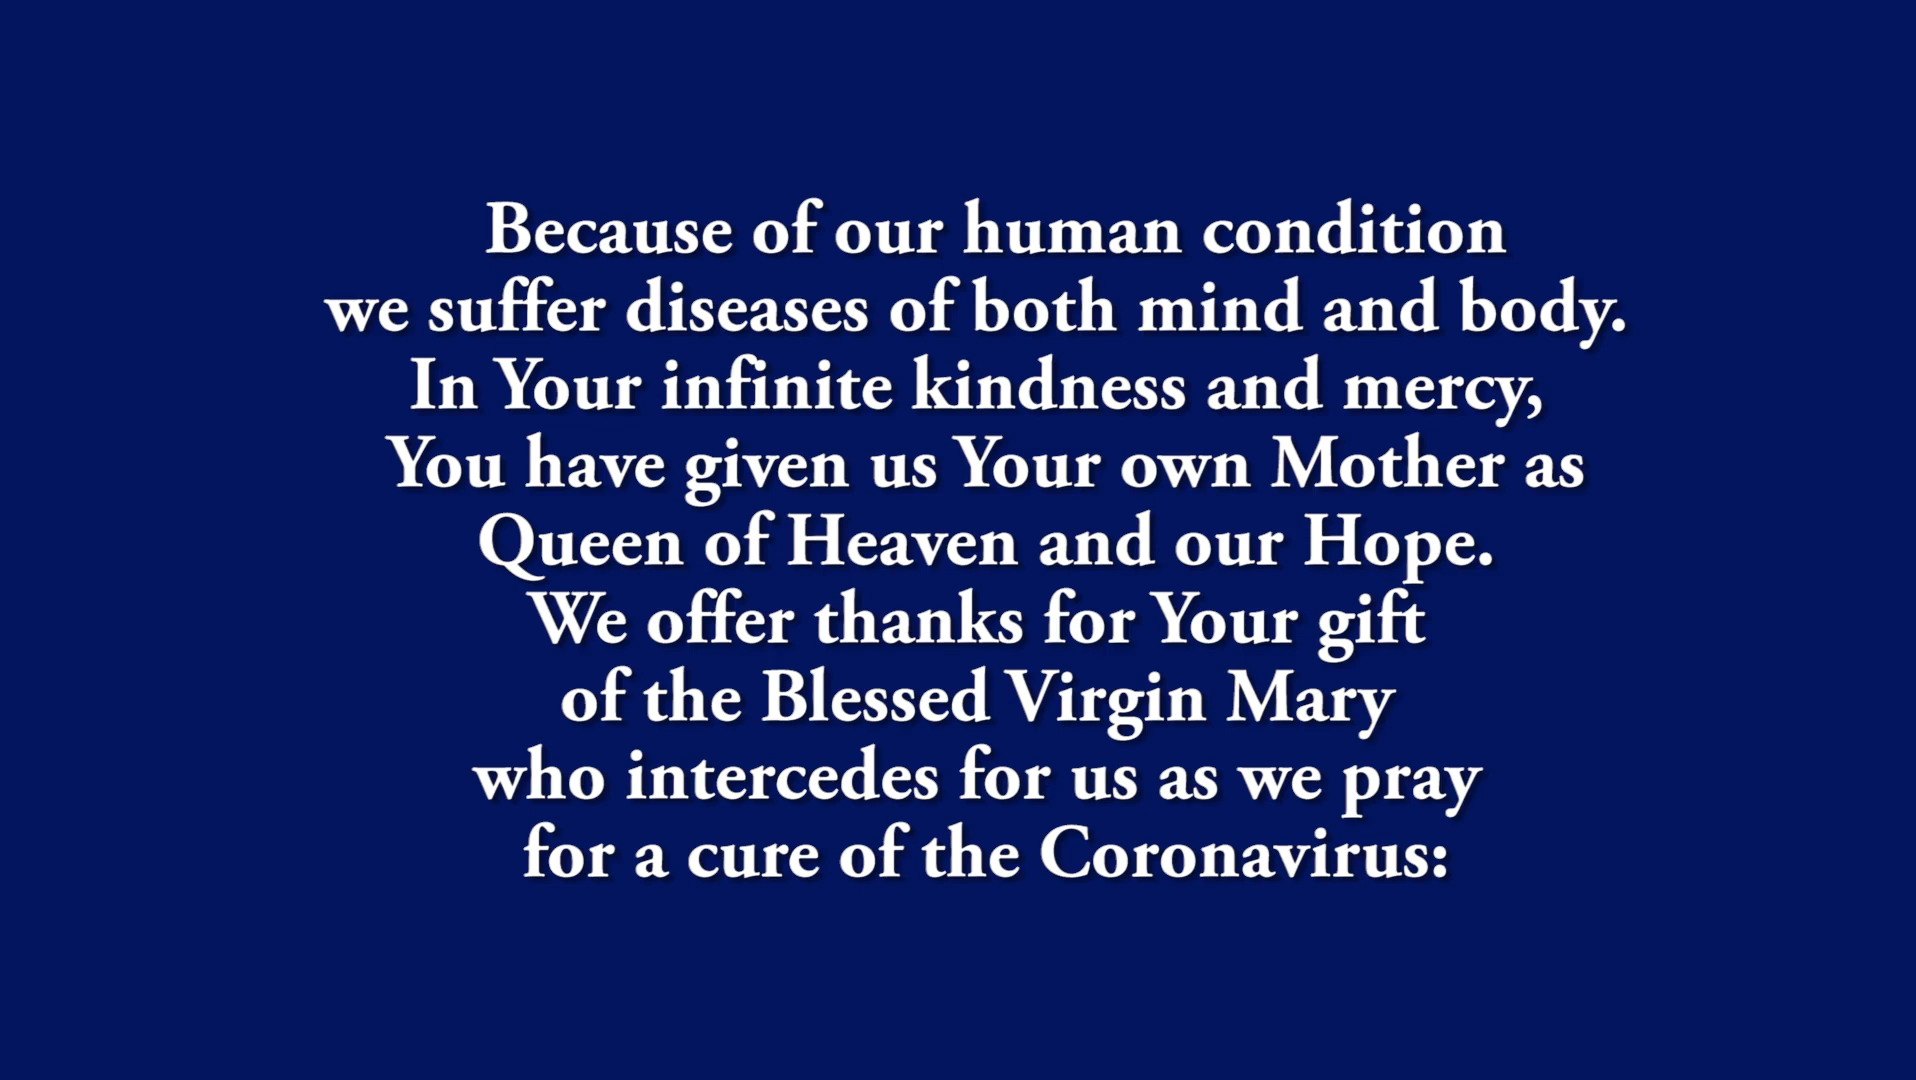 Because of our human condition
we suffer diseases of both mind and body.
In Your infinite kindness and mercy,
You have given us Your own Mother as
Queen of Heaven and our Hope.
We offer thanks for Your gift
of the Blessed Virgin Mary
who intercedes for us as we pray
for a cure of the Coronavirus: